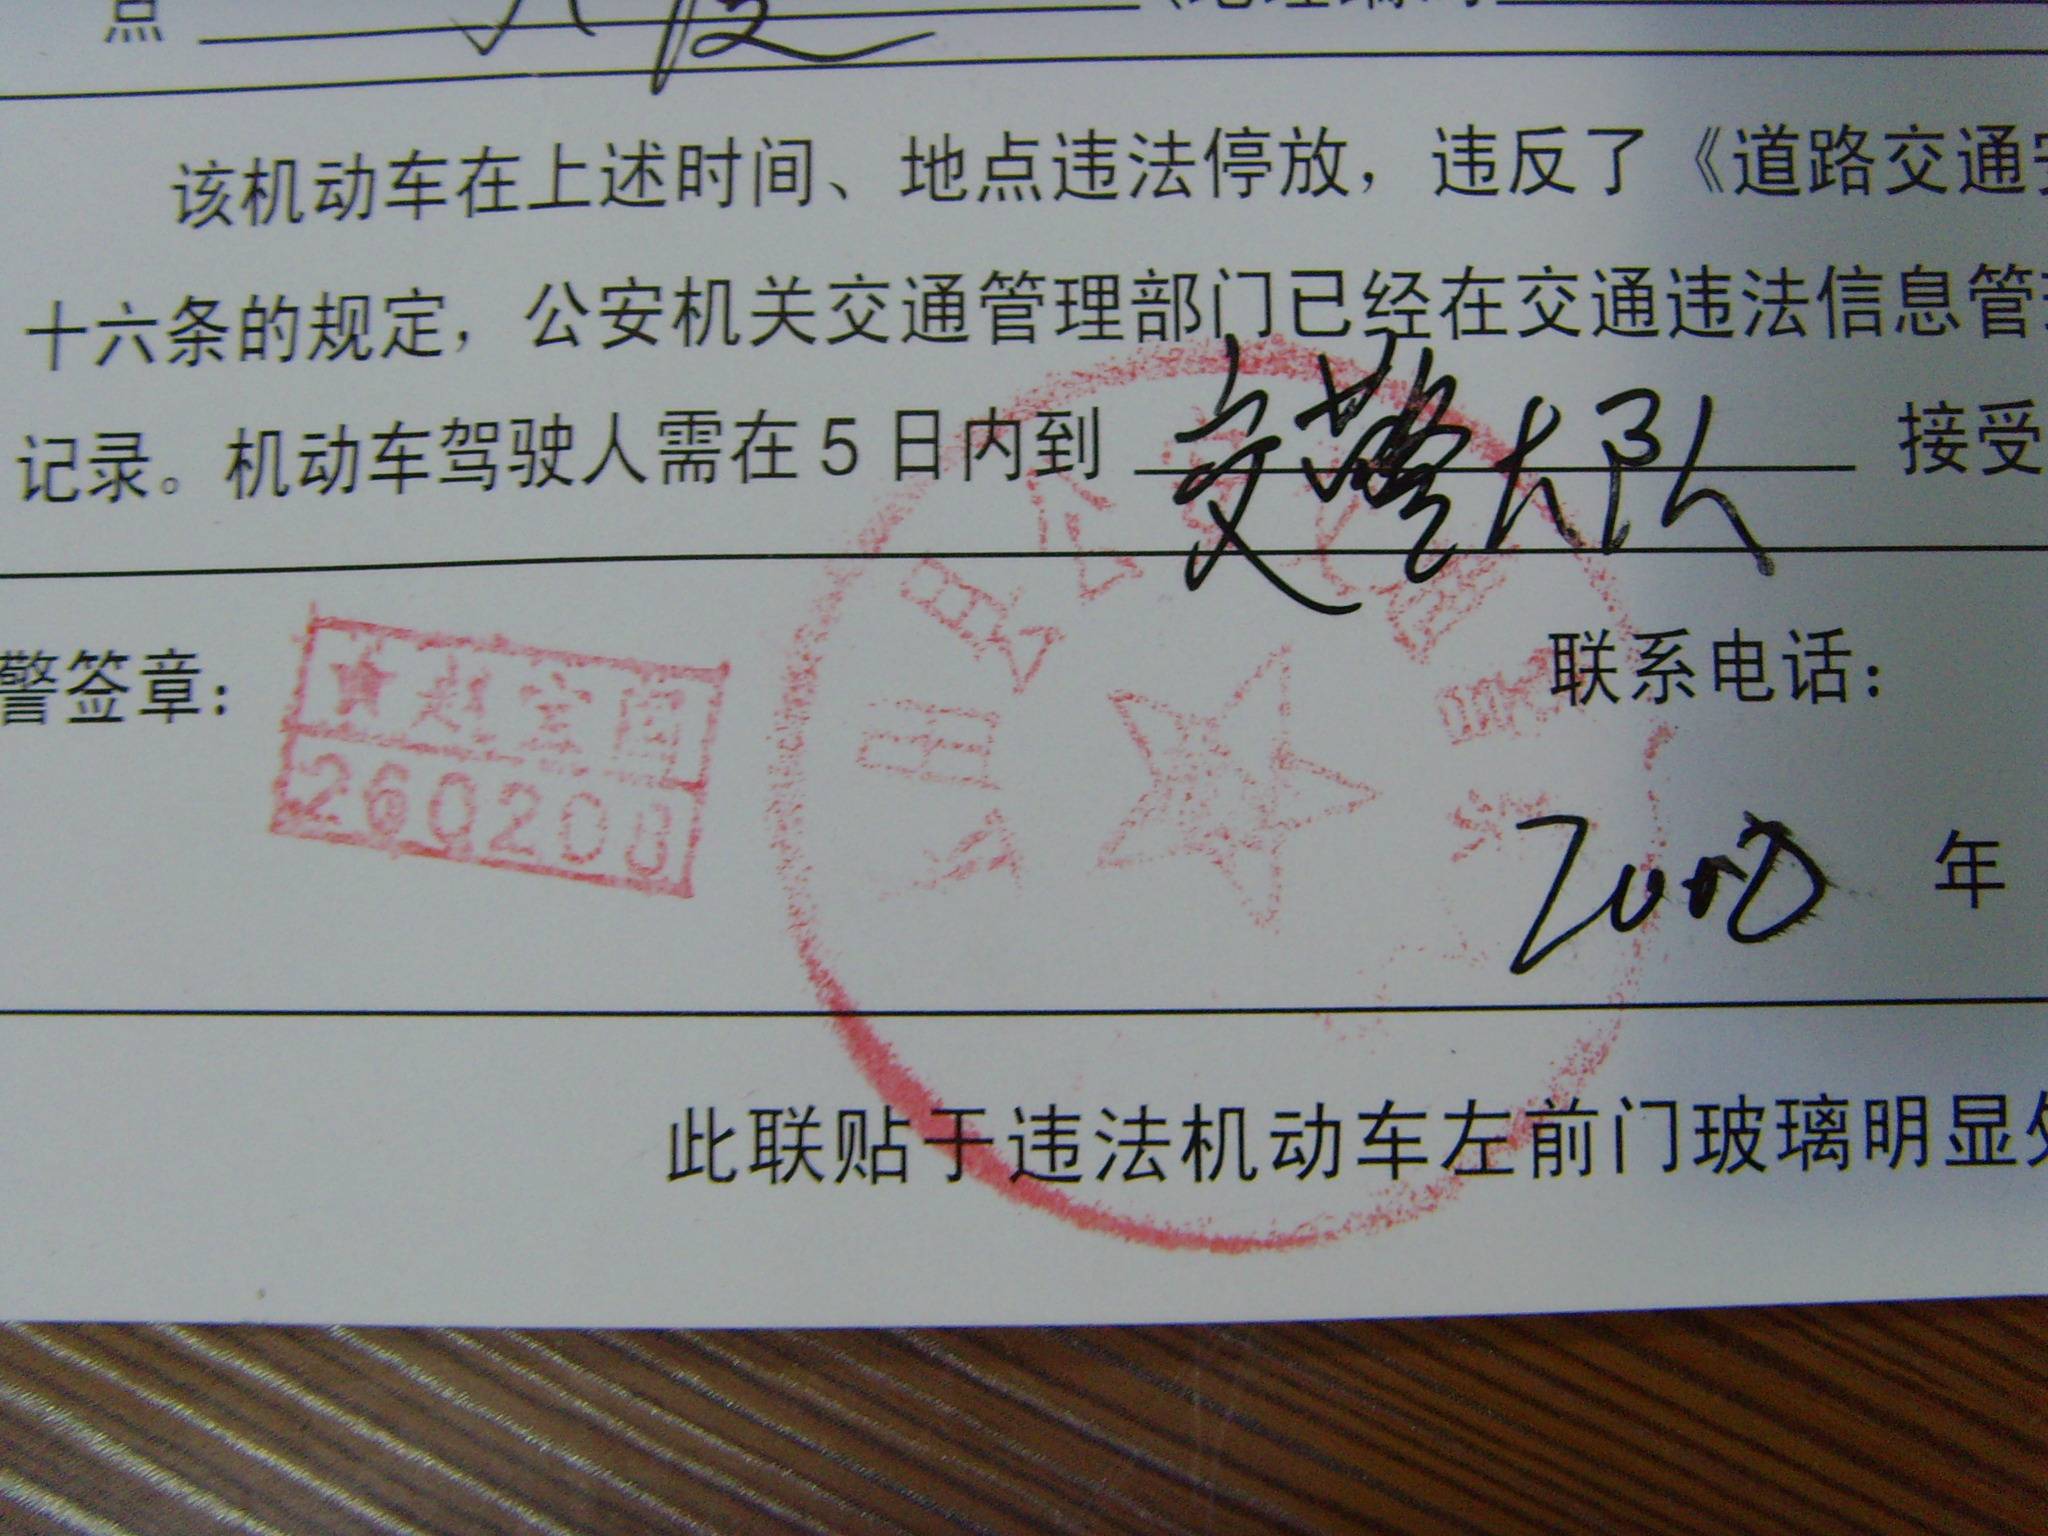 点
该机动车在上述时间、地点违法停放，违反了《道路交通安
十六条的规定，公安机关交通管理部门已经在交通违法信息管理
记录。机动车驾驶人需在5日内到 交警大队 接受
警签章：
260200
联系电话：
年
此联贴于违法机动车左前门玻璃明显处